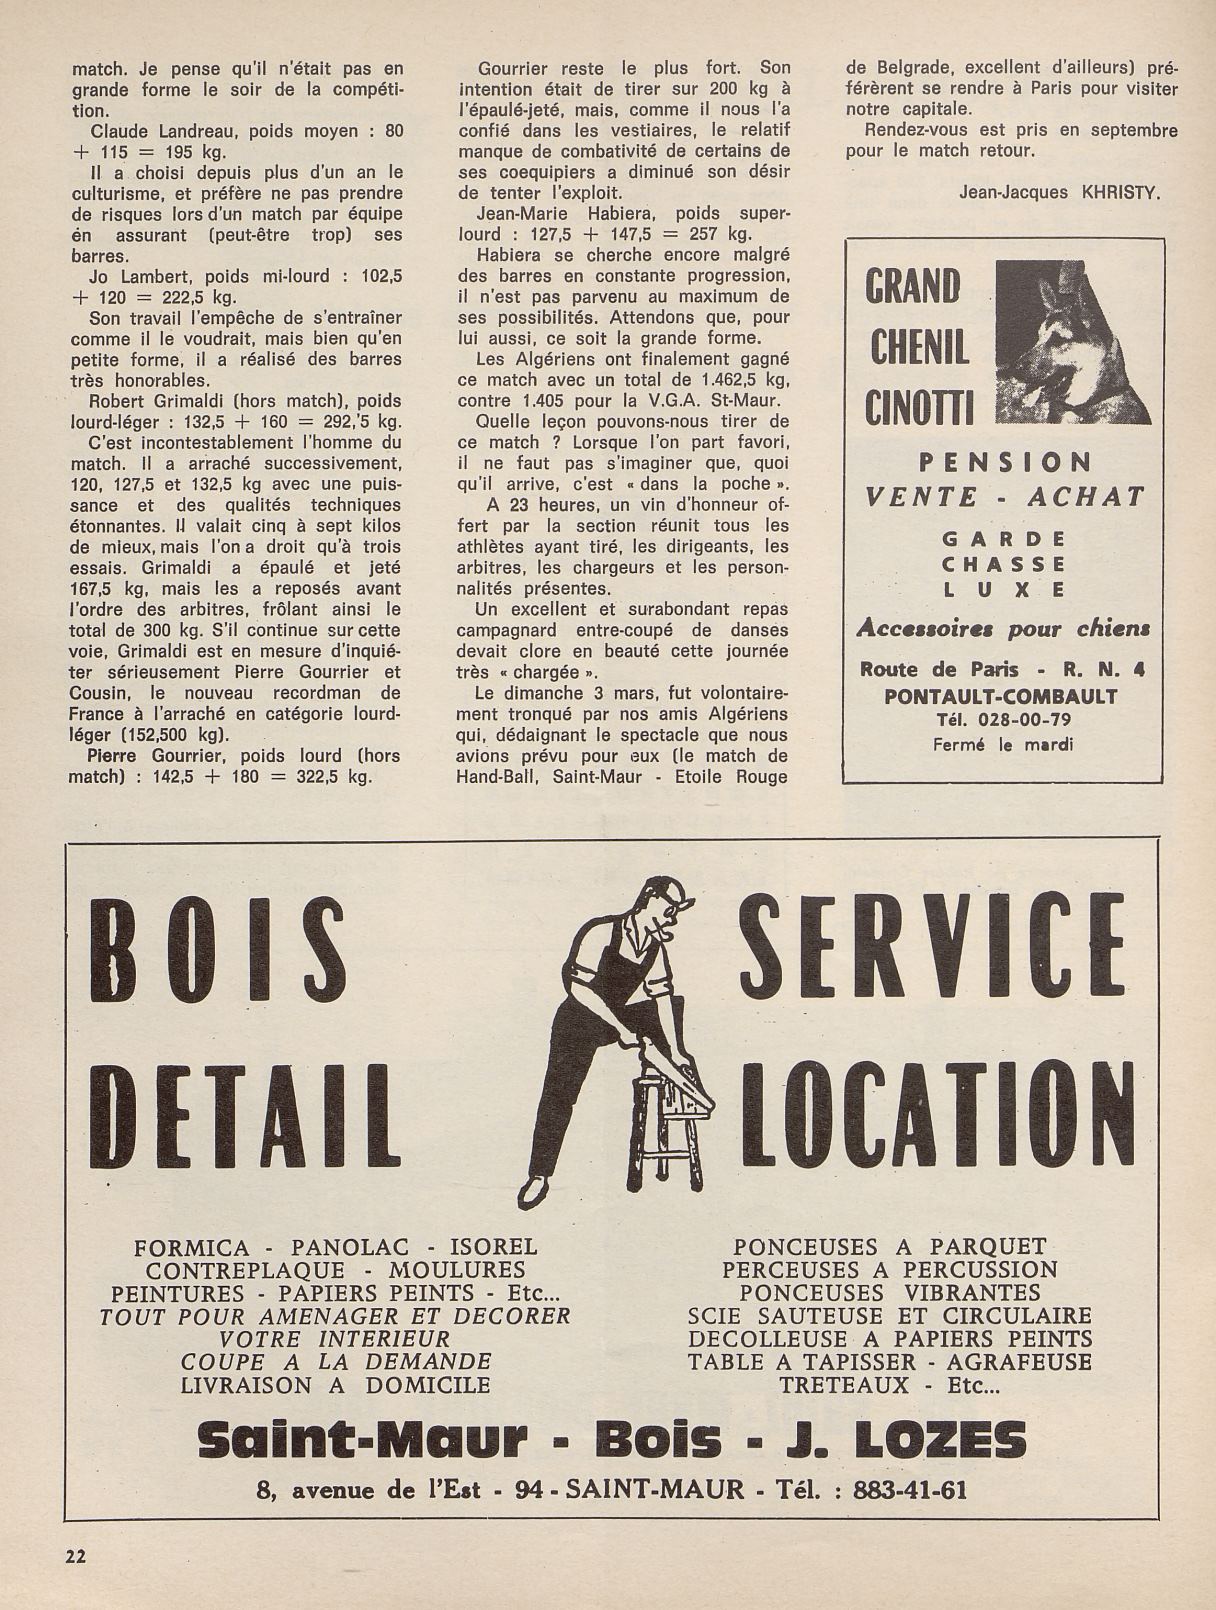 match. Je pense qu'il n'était pas en
grande forme le soir de la compéti-
tion.
Claude Landreau, poids moyen : 80
+ 115 = 195 kg.
Il a choisi depuis plus d'un an le
culturisme, et préfère ne pas prendre
de risques lors d'un match par équipe
én assurant (peut-être trop) ses
barres.
Jo Lambert, poids mi-lourd : 102,5
+ 120 = 222,5 kg.
Son travail l'empêche de s'entraîner
comme il le voudrait, mais bien qu'en
petite forme, il a réalisé des barres
très honorables.
Robert Grimaldi (hors match), poids
lourd-léger : 132,5 + 160 = 292,'5 kg.
C'est incontestablement l'homme du
match. Il a arraché successivement,
120, 127,5 et 132,5 kg avec une puis-
sance et des qualités techniques
étonnantes. Il valait cinq à sept kilos
de mieux, mais l'on a droit qu'à trois
essais. Grimaldi a épaulé et jeté
167,5 kg, mais les a reposés avant
l'ordre des arbitres, frôlant ainsi le
total de 300 kg. S'il continue sur cette
voie, Grimaldi est en mesure d'inquié-
ter sérieusement Pierre Gourrier et
Cousin, le nouveau recordman de
France à l'arraché en catégorie lourd-
léger (152,500 kg).
Pierre Gourrier, poids lourd (hors
match) : 142,5 + 180 = 322,5 kg.
Gourrier reste le plus fort. Son
intention était de tirer sur 200 kg à
l'épaulé-jeté, mais, comme il nous l'a
confié dans les vestiaires, le relatif
manque de combativité de certains de
ses coequipiers a diminué son désir
de tenter l'exploit.
Jean-Marie Habiera, poids super-
lourd : 127,5 + 147,5 = 257 kg.
Habiera se cherche encore malgré
des barres en constante progression,
il n'est pas parvenu au maximum de
ses possibilités. Attendons que, pour
lui aussi, ce soit la grande forme.
Les Algériens ont finalement gagné
ce match avec un total de 1.462,5 kg,
contre 1.405 pour la V.G.A. St-Maur.
Quelle leçon pouvons-nous tirer de
ce match ? Lorsque l'on part favori,
il ne faut pas s'imaginer que, quoi
qu'il arrive, c'est « dans la poche ».
A 23 heures, un vin d'honneur of-
fert par la section réunit tous les
athlètes ayant tiré, les dirigeants, les
arbitres, les chargeurs et les person-
nalités présentes.
Un excellent et surabondant repas
campagnard entre-coupé de danses
devait clore en beauté cette journée
très « chargée ».
Le dimanche 3 mars, fut volontaire-
ment tronqué par nos amis Algériens
qui, dédaignant le spectacle que nous
avions prévu pour eux (le match de
Hand-Ball, Saint-Maur - Etoile Rouge
de Belgrade, excellent d'ailleurs) pré-
férèrent se rendre à Paris pour visiter
notre capitale.
Rendez-vous est pris en septembre
pour le match retour.
Jean-Jacques KHRISTY.
GRAND
CHENIL
CINOTTI
PENSION
VENTE - ACHAT
GARDE
CHASSE
LUXE
Accessoires pour chiens
Route de Paris - R. N. 4
PONTAULT-COMBAULT
Tél. 028-00-79
Fermé le mardi
BOIS
DETAIL
SERVICE
LOCATION
FORMICA - PANOLAC - ISOREL
CONTREPLAQUE - MOULURES
PEINTURES - PAPIERS PEINTS - Etc...
TOUT POUR AMENAGER ET DECORER
VOTRE INTERIEUR
COUPE A LA DEMANDE
LIVRAISON A DOMICILE
PONCEUSES A PARQUET
PERCEUSES A PERCUSSION
PONCEUSES VIBRANTES
SCIE SAUTEUSE ET CIRCULAIRE
DECOLLEUSE A PAPIERS PEINTS
TABLE A TAPISSER - AGRAFEUSE
TRETEAUX - Etc...
Saint-Maur - Bois - J. LOZES
8, avenue de l'Est - 94 - SAINT-MAUR - Tél. : 883-41-61
22